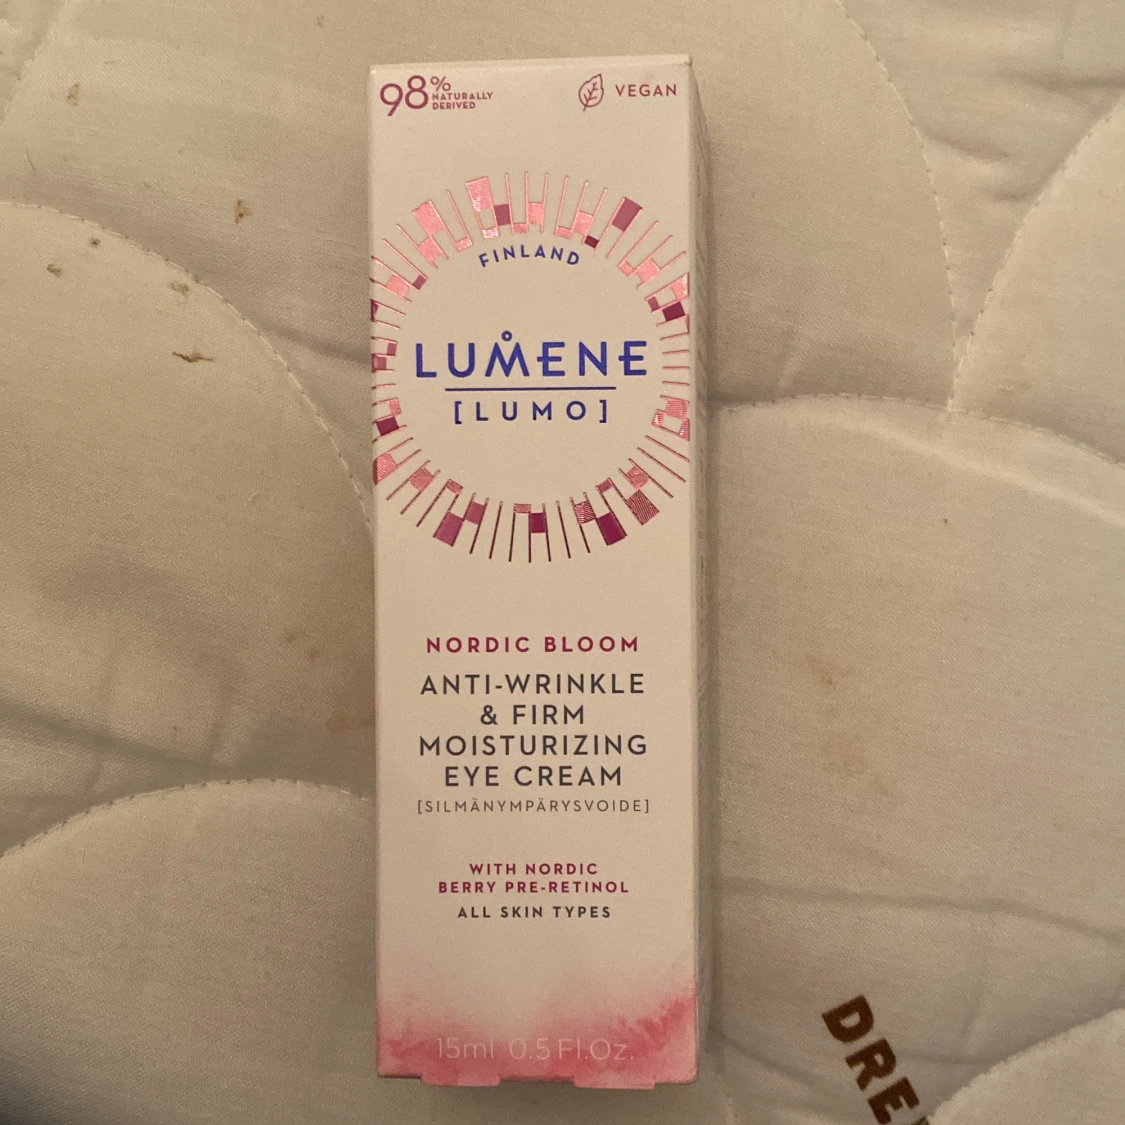 98%
NATURALLY
DERIVED
VEGAN
FINLAND
LUMENE
[LUMO]
NORDIC BLOOM
ANTI-WRINKLE
& FIRM
MOISTURIZING
EYE CREAM
[SILMÄNYMPÄRYSVOIDE]
WITH NORDIC
BERRY PRE-RETINOL
ALL SKIN TYPES
15ml 0.5 Fl.Oz.